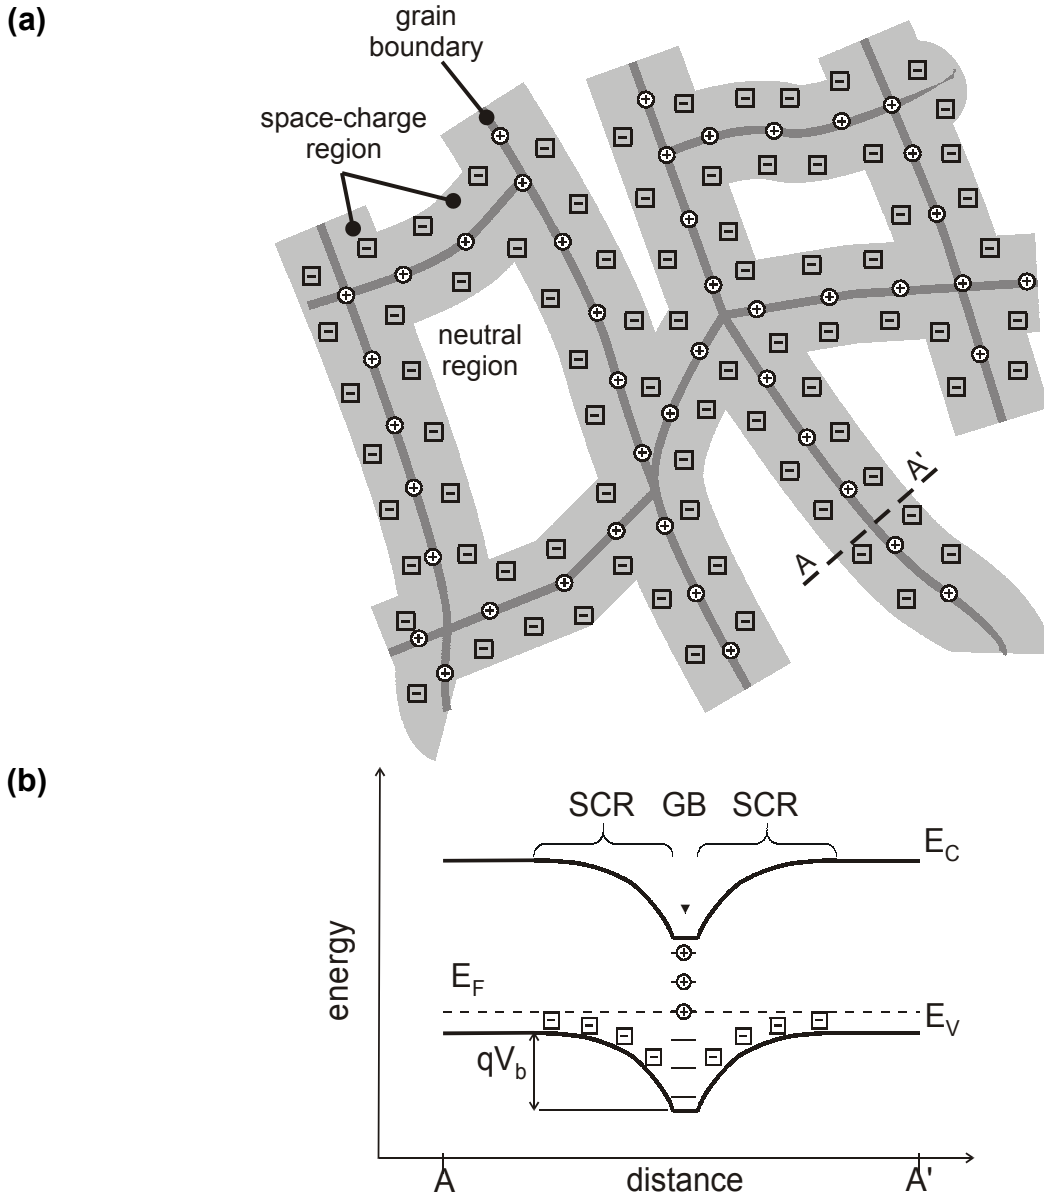 (a)
grain
boundary
space-charge
region
neutral
region
A'
A
(b)
SCR GB SCR
E_C
energy
E_F
E_V
qV_b
A distance A'